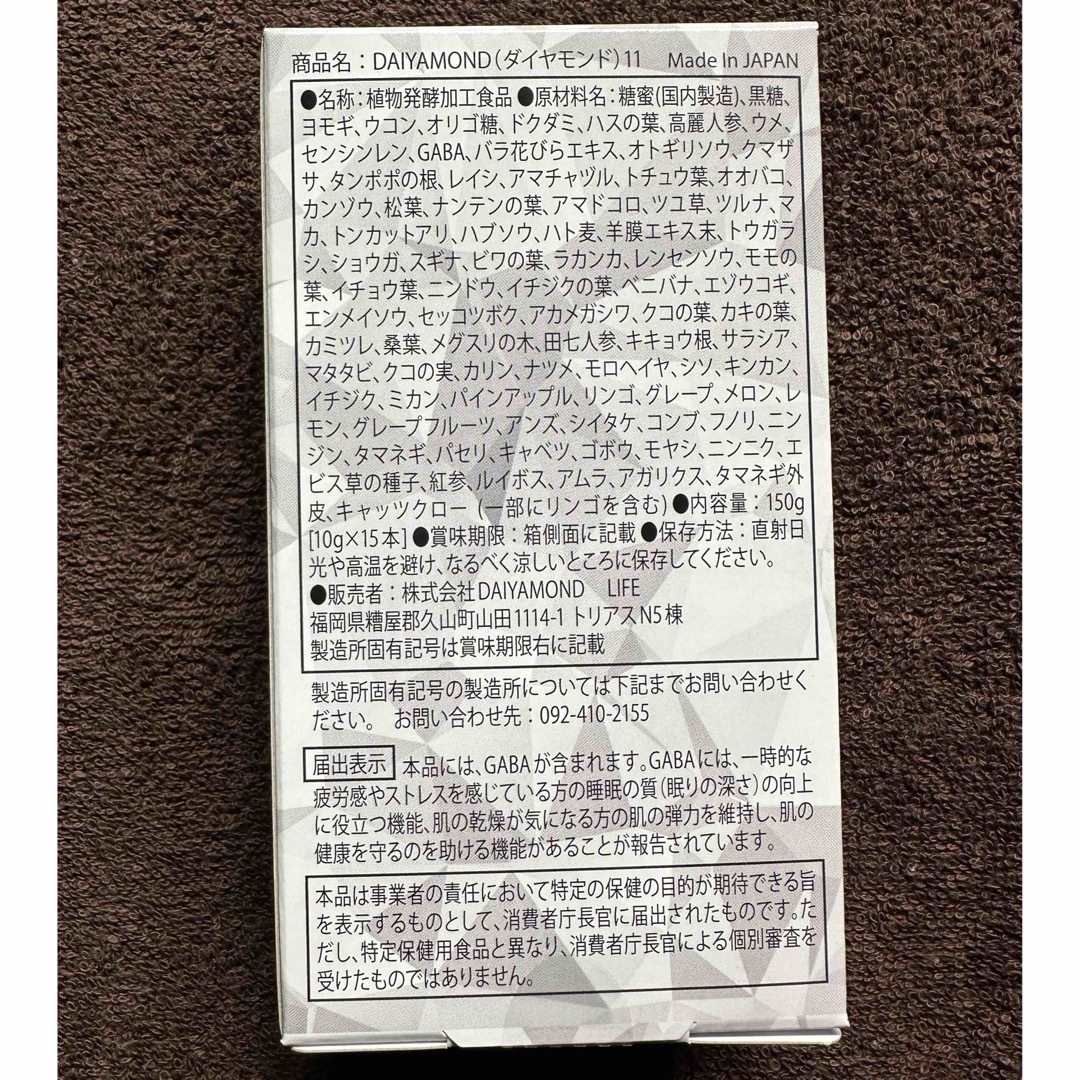 商品名：DAIYAMOND(ダイヤモンド)11　Made In JAPAN
●名称：植物発酵加工食品 ●原材料名：糖蜜(国内製造)、黒糖、
ヨモギ、ウコン、オリゴ糖、ドクダミ、ハスの葉、高麗人参、ウメ、
センシンレン、GABA、バラ花びらエキス、オトギリソウ、クマザ
サ、タンポポの根、レイシ、アマチャヅル、トチュウ葉、オオバコ、
カンゾウ、松葉、ナンテンの葉、アマドコロ、ツユ草、ツルナ、マ
カ、トンカットアリ、ハブソウ、ハト麦、羊膜エキス末、トウガラ
シ、ショウガ、スギナ、ビワの葉、ラカンカ、レンセンソウ、モモの
葉、イチョウ葉、ニンドウ、イチジクの葉、ベニバナ、エゾウコギ、
エンメイソウ、セッコツボク、アカメガシワ、クコの葉、カキの葉、
カミツレ、桑葉、メグスリの木、田七人参、キキョウ根、サラシア、
マタタビ、クコの実、カリン、ナツメ、モロヘイヤ、シソ、キンカン、
イチジク、ミカン、パインアップル、リンゴ、グレープ、メロン、レ
モン、グレープフルーツ、アンズ、シイタケ、コンブ、フノリ、ニン
ジン、タマネギ、パセリ、キャベツ、ゴボウ、モヤシ、ニンニク、エ
ビス草の種子、紅参、ルイボス、アムラ、アガリクス、タマネギ外
皮、キャッツクロー（一部にリンゴを含む) ●内容量：150g
[10g×15本] ●賞味期限：箱側面に記載 ●保存方法：直射日
光や高温を避け、なるべく涼しいところに保存してください。
●販売者：株式会社DAIYAMOND　LIFE
福岡県糟屋郡久山町山田1114-1 トリアスN5棟
製造所固有記号は賞味期限右に記載
製造所固有記号の製造所については下記までお問い合わせく
ださい。　お問い合わせ先：092-410-2155
届出表示 本品には、GABAが含まれます。GABAには、一時的な
疲労感やストレスを感じている方の睡眠の質(眠りの深さ)の向上
に役立つ機能、肌の乾燥が気になる方の肌の弾力を維持し、肌の
健康を守るのを助ける機能があることが報告されています。
本品は事業者の責任において特定の保健の目的が期待できる旨
を表示するものとして、消費者庁長官に届出されたものです。た
だし、特定保健用食品と異なり、消費者庁長官による個別審査を
受けたものではありません。